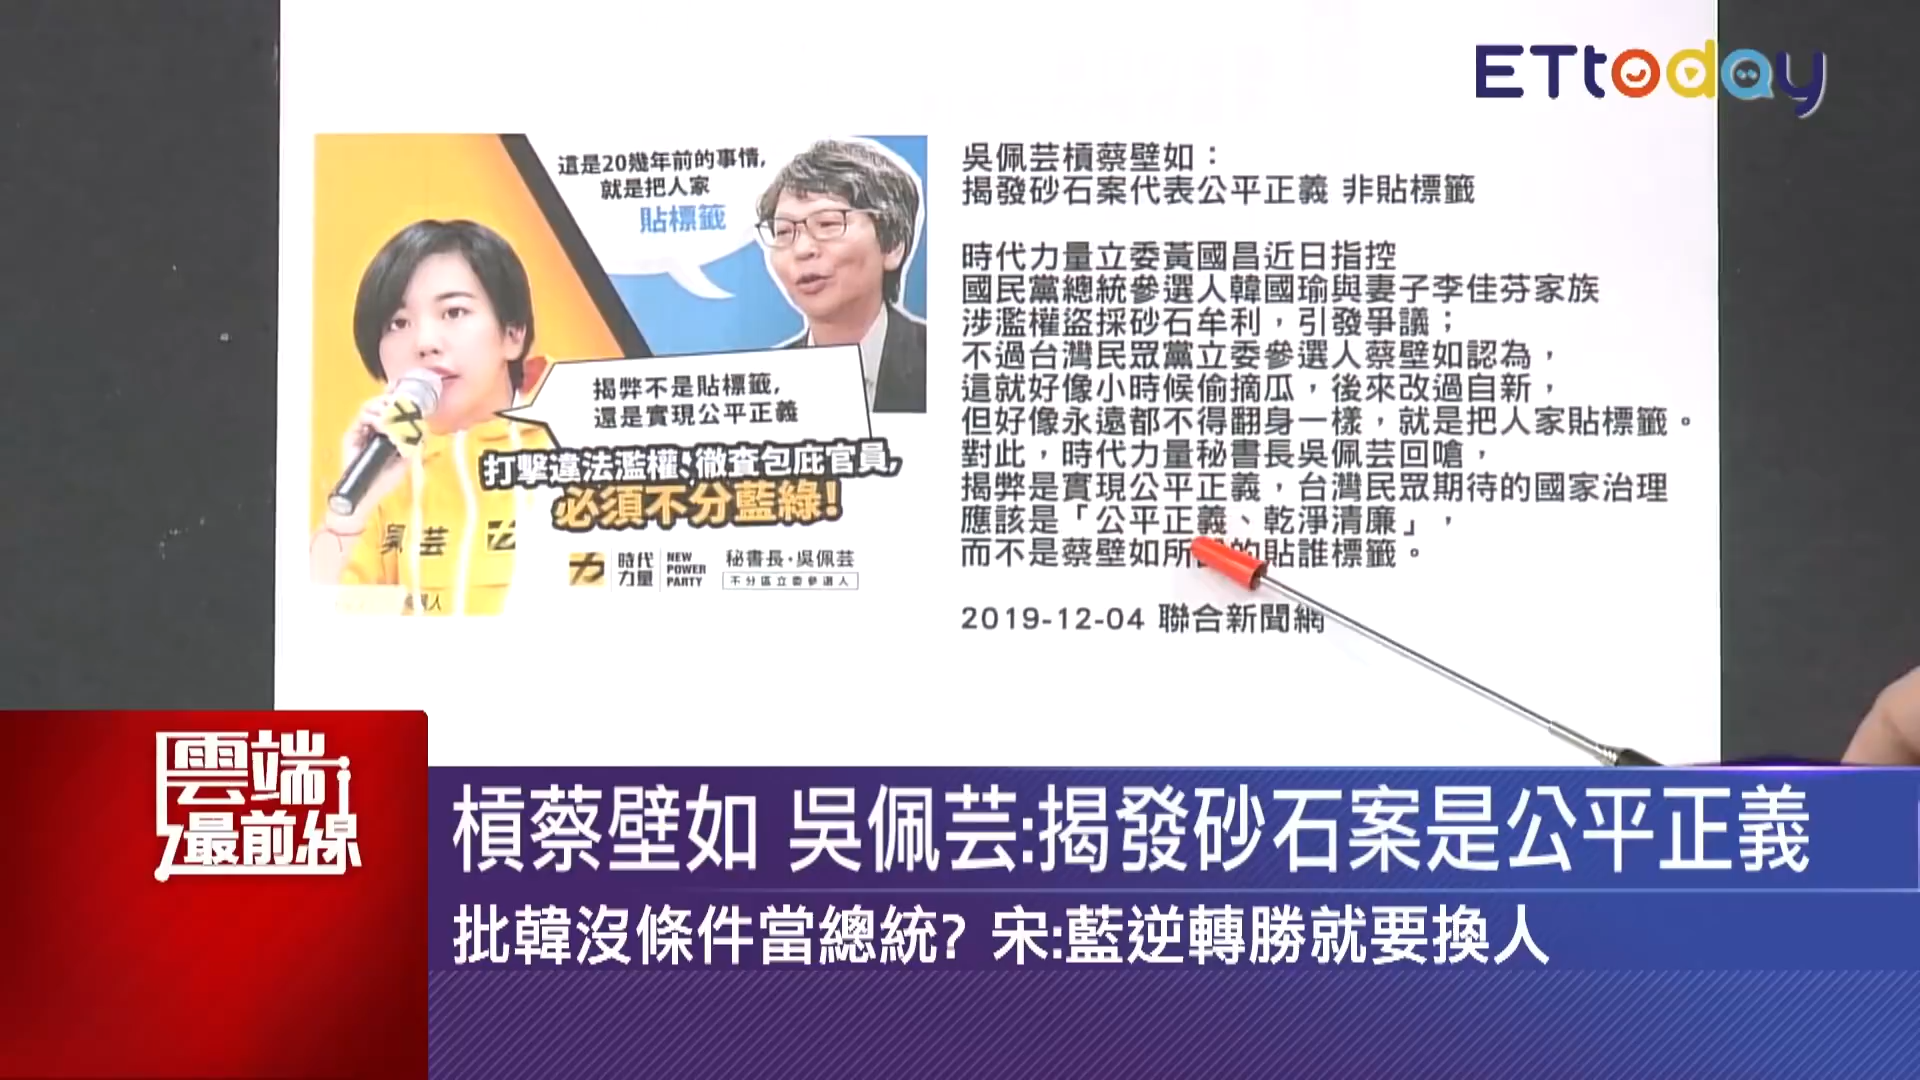 ETtoday
這是20幾年前的事情,
就是把人家
貼標籤
揭弊不是貼標籤,
還是實現公平正義
打擊違法濫權、徹查包庇官員,
必須不分藍綠!
吳 芸
時代
力量
NEW
POWER
PARTY
秘書長·吳佩芸
不分區立委參選人
吳佩芸槓蔡壁如：
揭發砂石案代表公平正義 非貼標籤
時代力量立委黃國昌近日指控
國民黨總統參選人韓國瑜與妻子李佳芬家族
涉濫權盜採砂石牟利，引發爭議；
不過台灣民眾黨立委參選人蔡壁如認為，
這就好像小時候偷摘瓜，後來改過自新，
但好像永遠都不得翻身一樣，就是把人家貼標籤。
對此，時代力量秘書長吳佩芸回嗆，
揭弊是實現公平正義，台灣民眾期待的國家治理
應該是「公平正義、乾淨清廉」，
而不是蔡壁如所 的貼誰標籤。
2019-12-04 聯合新聞網
雲端
最前線
槓蔡壁如 吳佩芸:揭發砂石案是公平正義
批韓沒條件當總統? 宋:藍逆轉勝就要換人